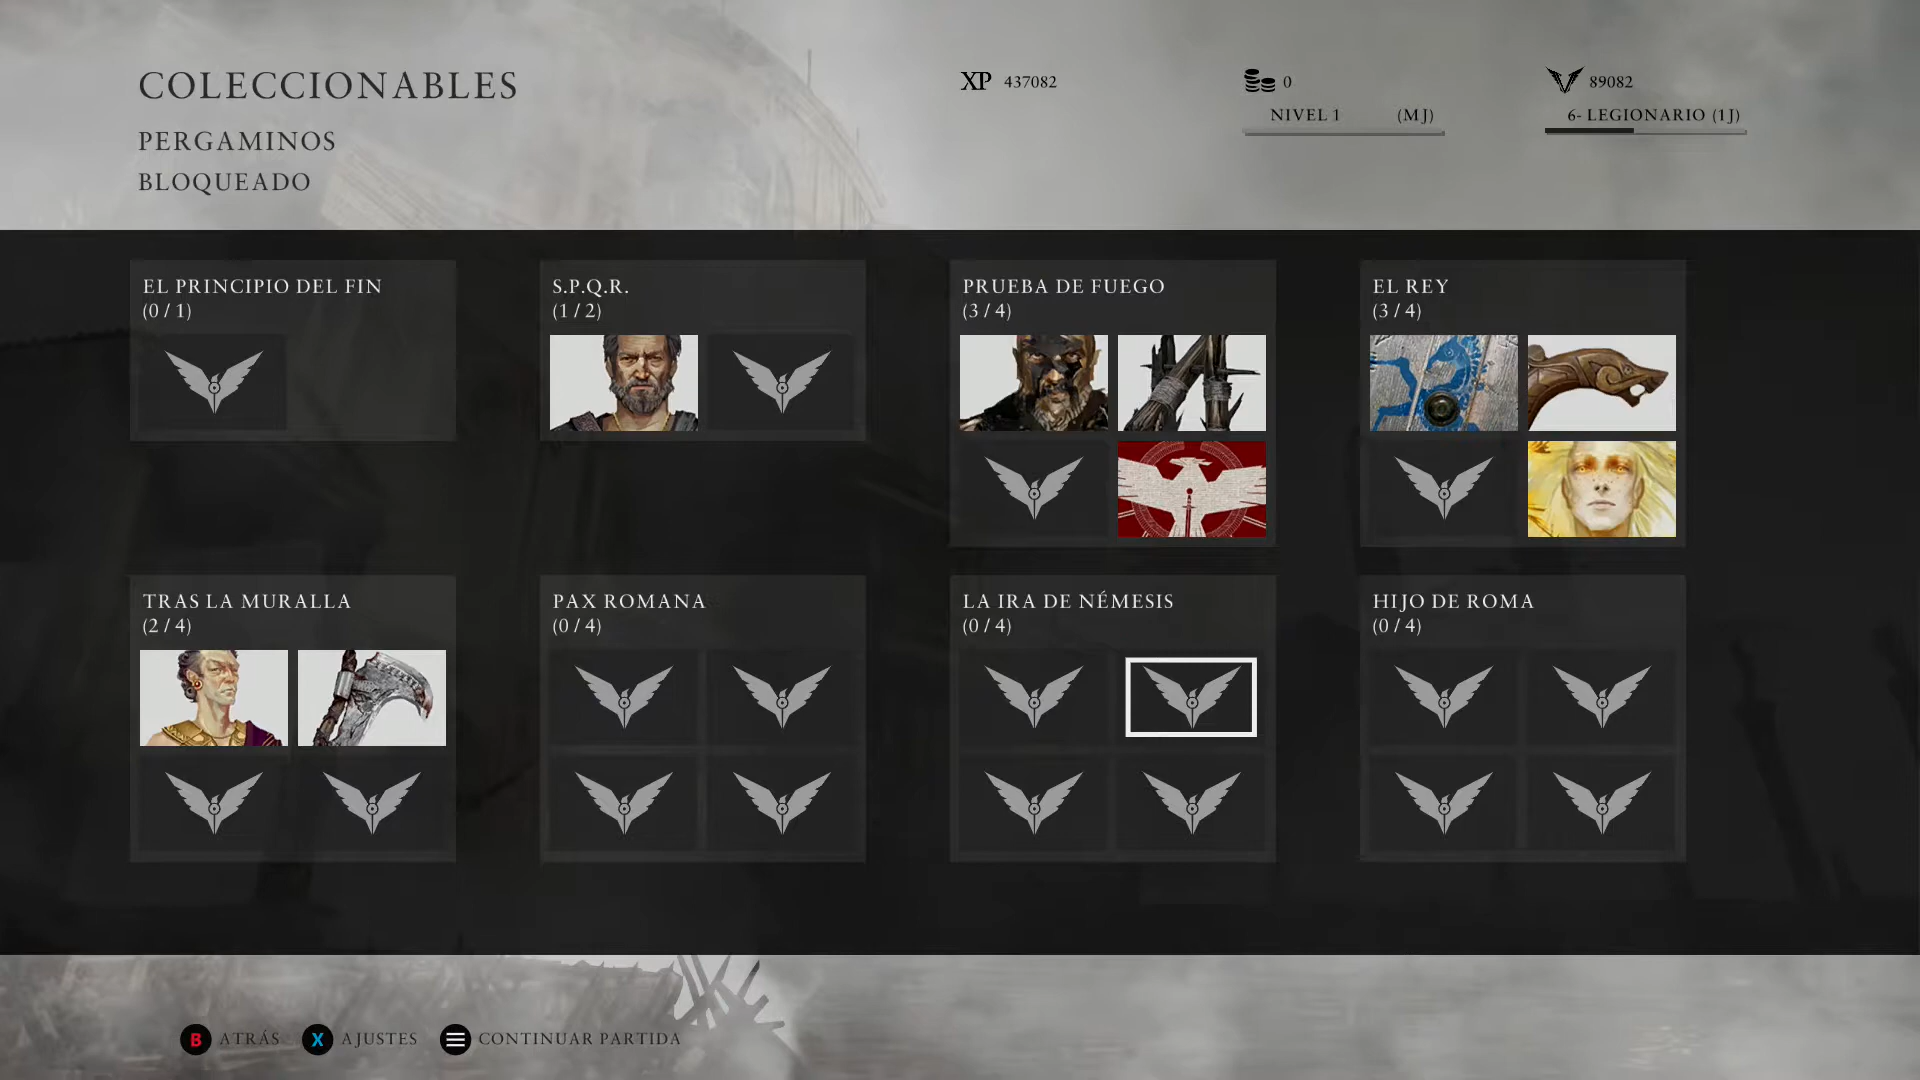 COLECCIONABLES
PERGAMINOS
BLOQUEADO
XP 437082
0
NIVEL 1 (MJ)
89082
6- LEGIONARIO (1J)
EL PRINCIPIO DEL FIN
(0 / 1)
S.P.Q.R.
(1 / 2)
PRUEBA DE FUEGO
(3 / 4)
EL REY
(3 / 4)
TRAS LA MURALLA
(2 / 4)
PAX ROMANA
(0 / 4)
LA IRA DE NÉMESIS
(0 / 4)
HIJO DE ROMA
(0 / 4)
B ATRÁS X AJUSTES CONTINUAR PARTIDA